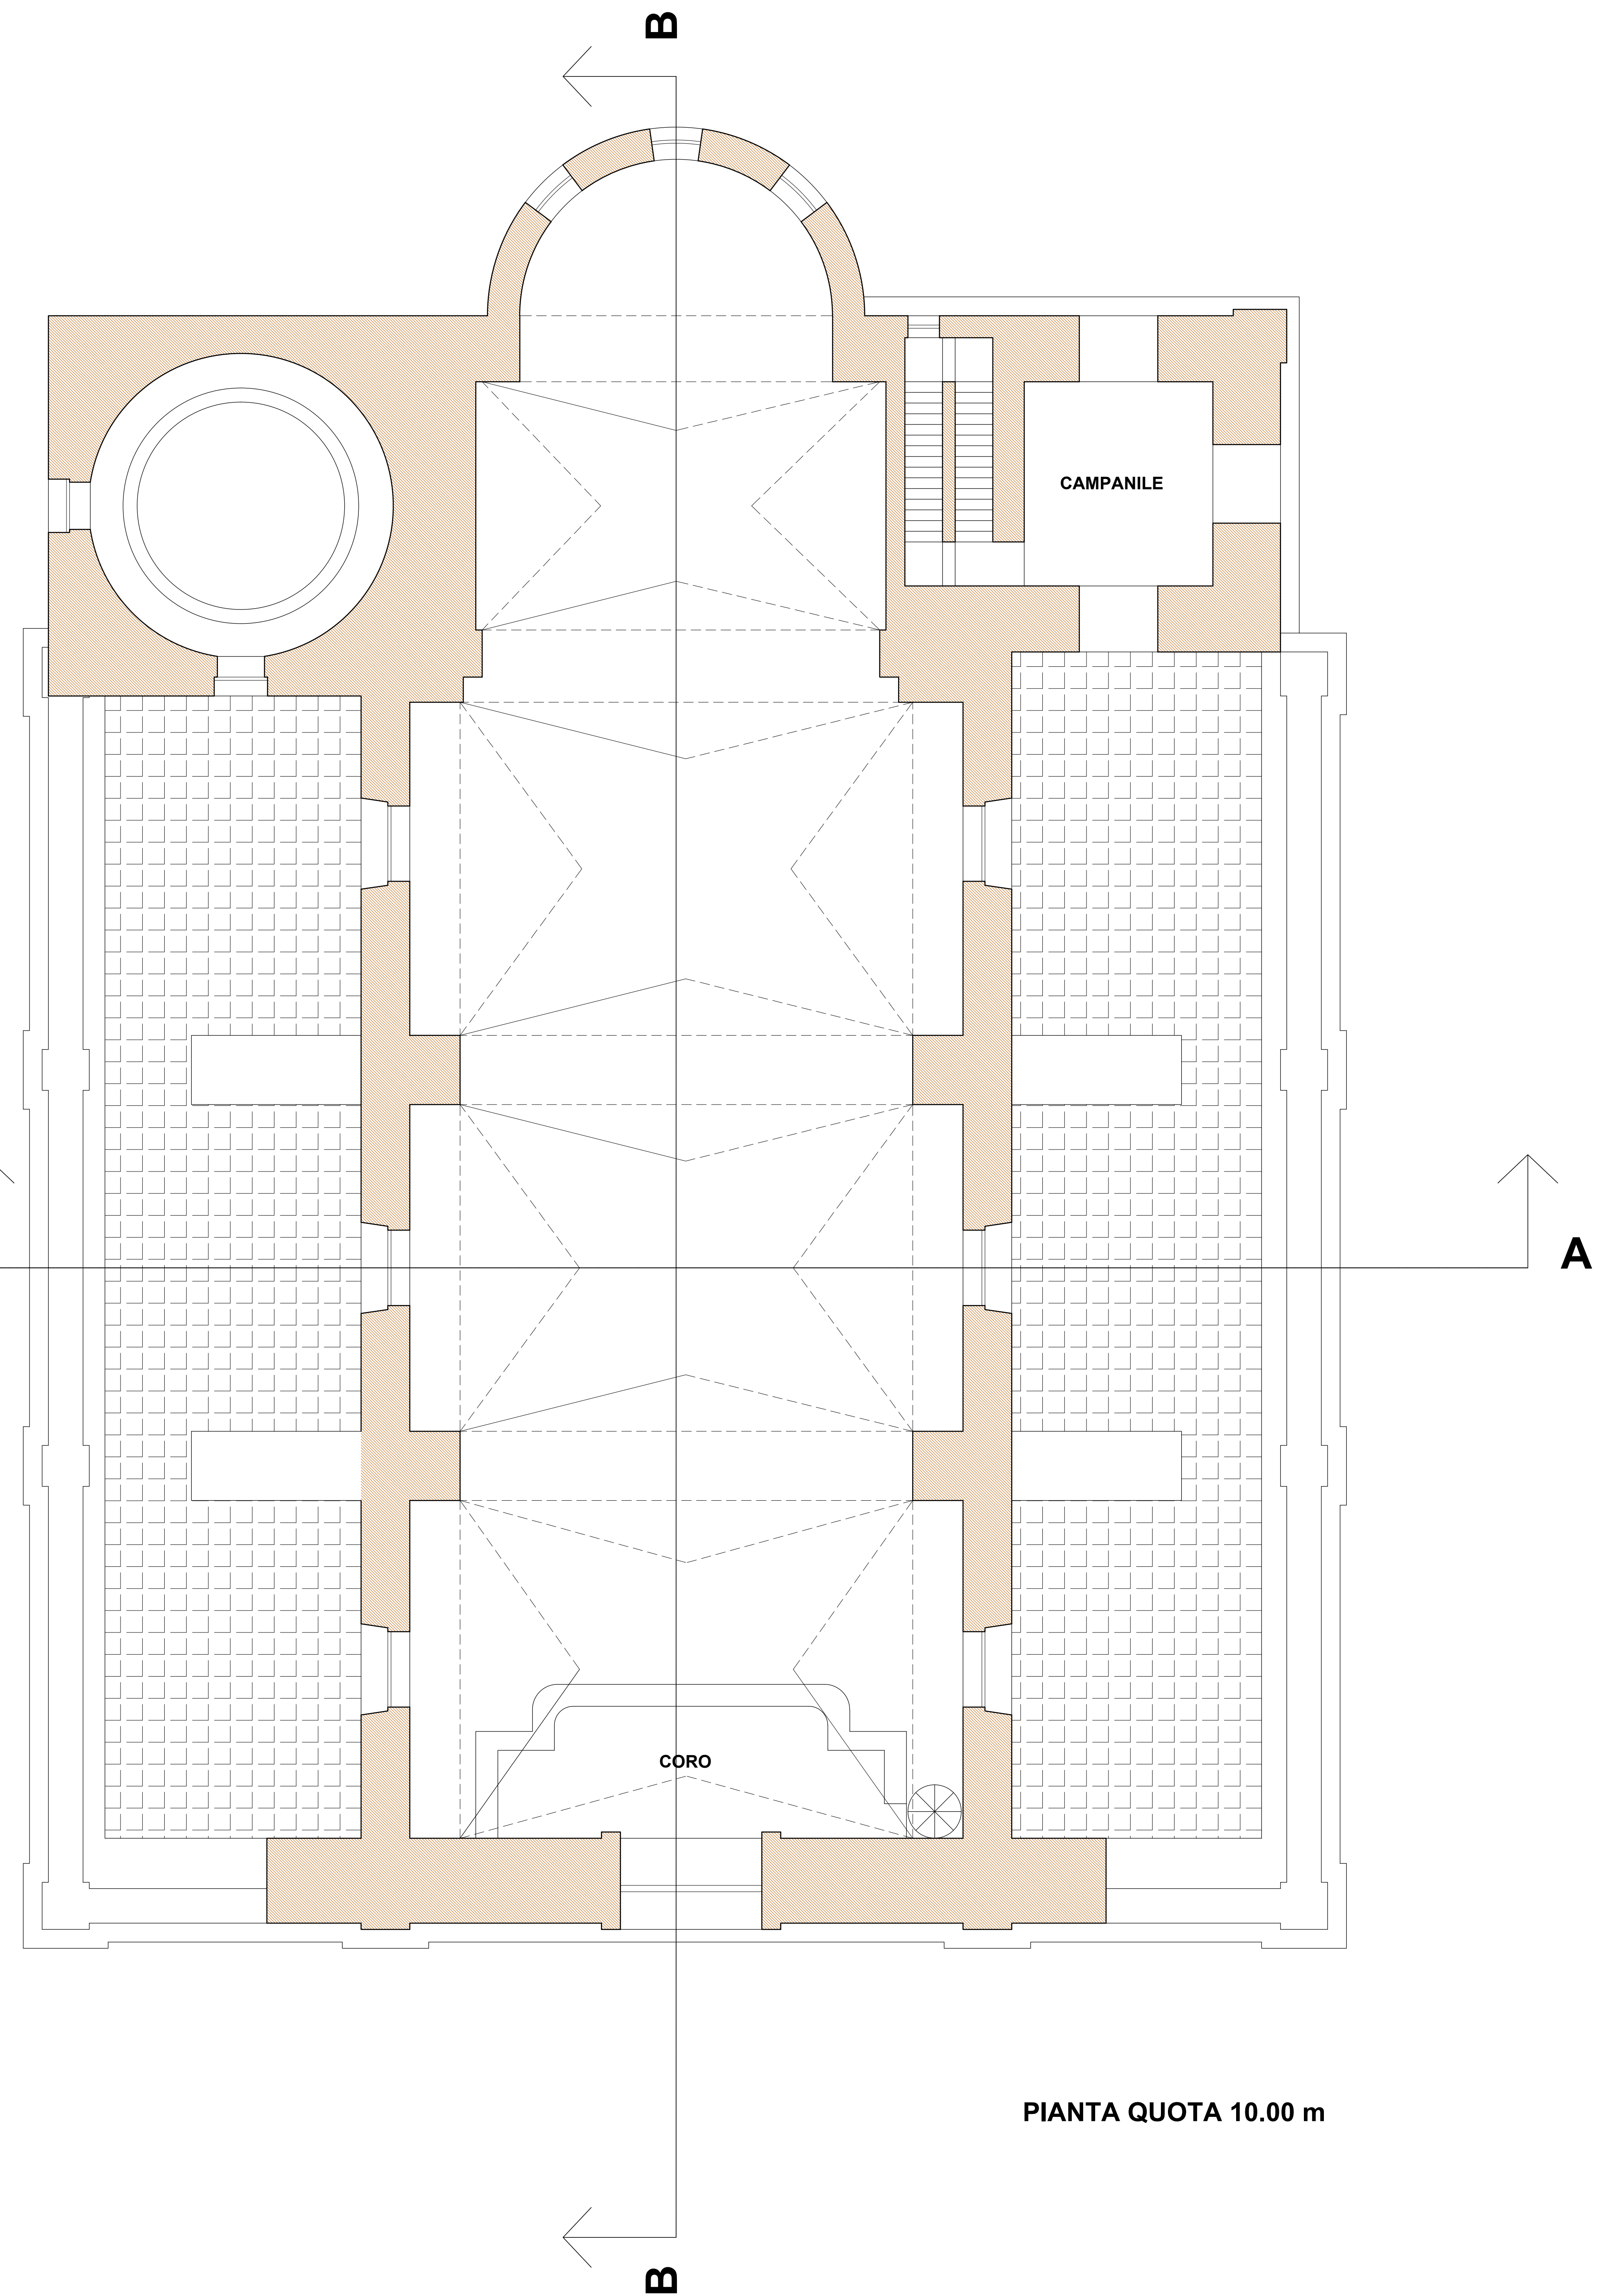 B
CAMPANILE
A
CORO
PIANTA QUOTA 10.00 m
B